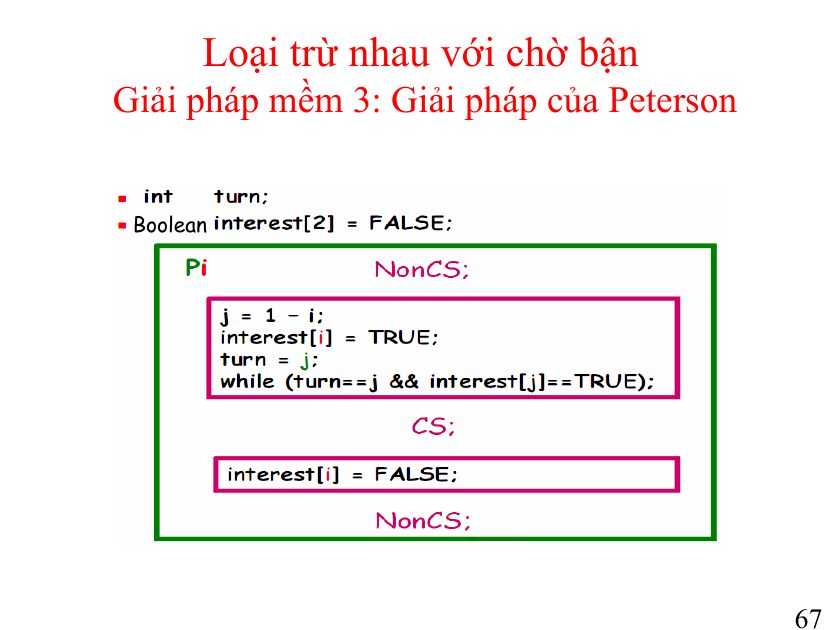 Loại trừ nhau với chờ bận
Giải pháp mềm 3: Giải pháp của Peterson
int turn;
Boolean interest[2] = FALSE;
Pi
NonCS;
j = 1 – i;
interest[i] = TRUE;
turn = j;
while (turn==j && interest[j]==TRUE);
CS;
interest[i] = FALSE;
NonCS;
67